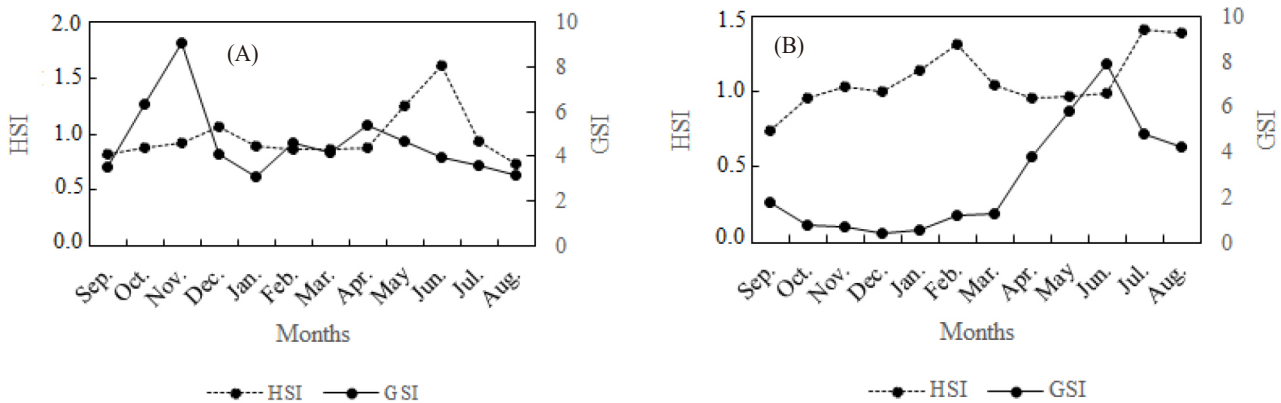 (A)
2.0
1.5
1.0
0.5
0.0
HSI
10
8
6
4
2
0
GSI
Sep. Oct. Nov. Dec. Jan. Feb. Mar. Apr. May Jun. Jul. Aug.
Months
HSI GSI
(B)
1.5
1.0
0.5
0.0
HSI
10
8
6
4
2
0
GSI
Sep. Oct. Nov. Dec. Jan. Feb. Mar. Apr. May Jun. Jul. Aug.
Months
HSI GSI